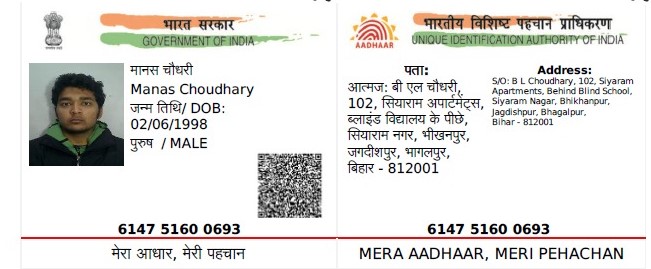 भारत सरकार
GOVERNMENT OF INDIA
मानस चौधरी
Manas Choudhary
जन्म तिथि/ DOB:
02/06/1998
पुरुष / MALE
6147 5160 0693
मेरा आधार, मेरी पहचान
भारतीय विशिष्ट पहचान प्राधिकरण
UNIQUE IDENTIFICATION AUTHORITY OF INDIA
AADHAAR
पता:
आत्मज: बी एल चौधरी,
102, सियाराम अपार्टमेंट्स,
ब्लाइंड विद्यालय के पीछे,
सियाराम नगर, भीखनपुर,
जगदीशपुर, भागलपुर,
बिहार - 812001
Address:
S/O: B L Choudhary, 102, Siyaram
Apartments, Behind Blind School,
Siyaram Nagar, Bhikhanpur,
Jagdishpur, Bhagalpur,
Bihar - 812001
6147 5160 0693
MERA AADHAAR, MERI PEHACHAN